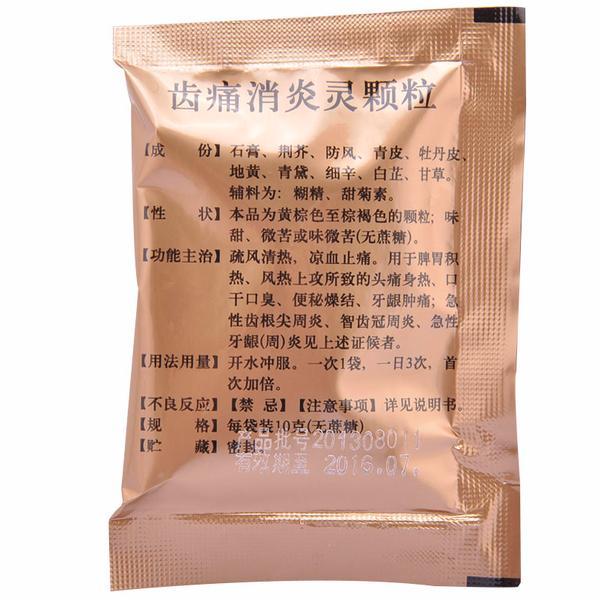 齿痛消炎灵颗粒
【成 份】石膏、荆芥、防风、青皮、牡丹皮、
地黄、青黛、细辛、白芷、甘草。
辅料为：糊精、甜菊素。
【性 状】本品为黄棕色至棕褐色的颗粒；味
甜、微苦或味微苦(无蔗糖)。
【功能主治】疏风清热，凉血止痛。用于脾胃积
热、风热上攻所致的头痛身热、口
干口臭、便秘燥结、牙龈肿痛；急
性齿根尖周炎、智齿冠周炎、急性
牙龈(周)炎见上述证候者。
【用法用量】开水冲服。一次1袋，一日3次，首
次加倍。
【不良反应】【禁 忌】【注意事项】详见说明书。
【规 格】每袋装10克(无蔗糖)
【贮 藏】密封。
产品批号201308011
有效期至 2016.07.